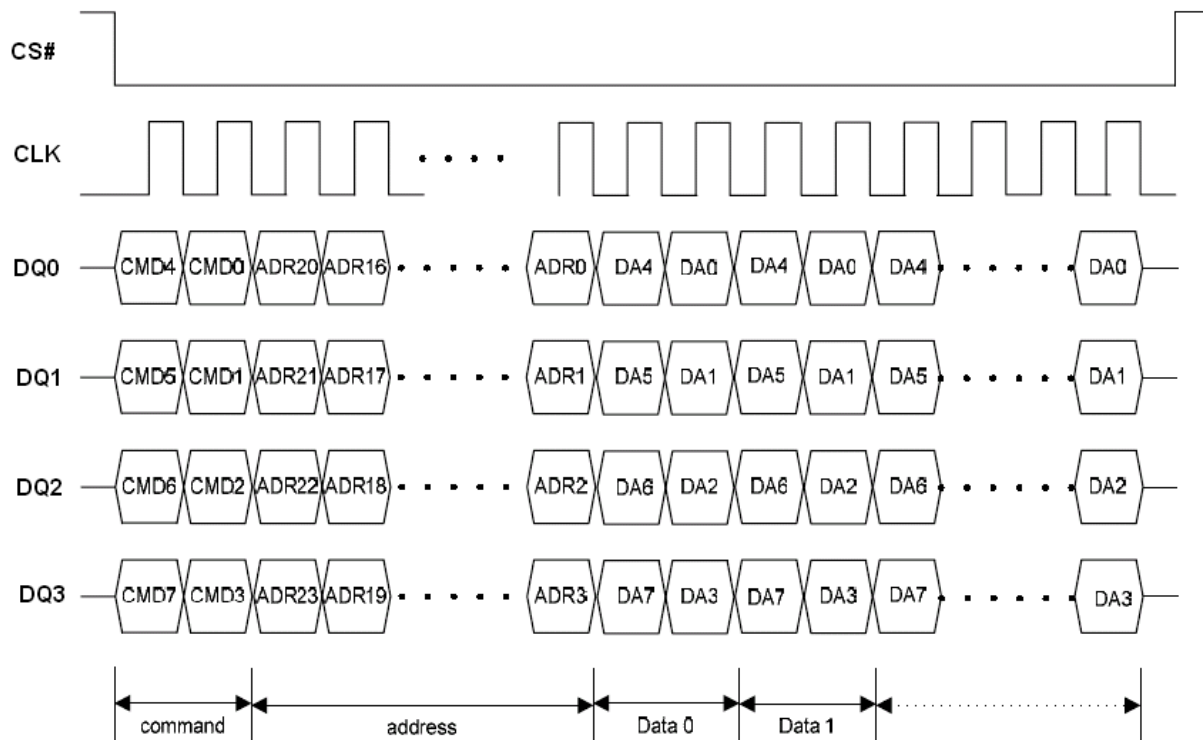 CS#
CLK
DQ0 CMD4 CMD0 ADR20 ADR16 ADR0 DA4 DA0 DA4 DA0 DA4 DA0
DQ1 CMD5 CMD1 ADR21 ADR17 ADR1 DA5 DA1 DA5 DA1 DA5 DA1
DQ2 CMD6 CMD2 ADR22 ADR18 ADR2 DA6 DA2 DA6 DA2 DA6 DA2
DQ3 CMD7 CMD3 ADR23 ADR19 ADR3 DA7 DA3 DA7 DA3 DA7 DA3
command address Data 0 Data 1